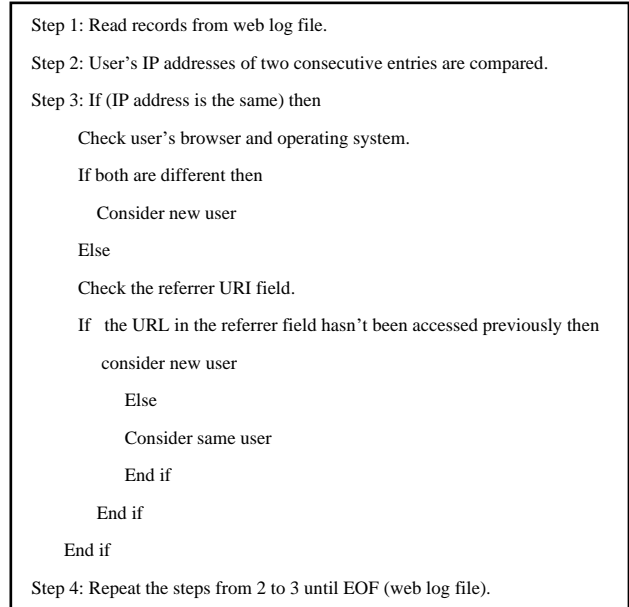 Step 1: Read records from web log file.
Step 2: User's IP addresses of two consecutive entries are compared.
Step 3: If (IP address is the same) then
Check user's browser and operating system.
If both are different then
Consider new user
Else
Check the referrer URI field.
If the URL in the referrer field hasn't been accessed previously then
consider new user
Else
Consider same user
End if
End if
End if
Step 4: Repeat the steps from 2 to 3 until EOF (web log file).